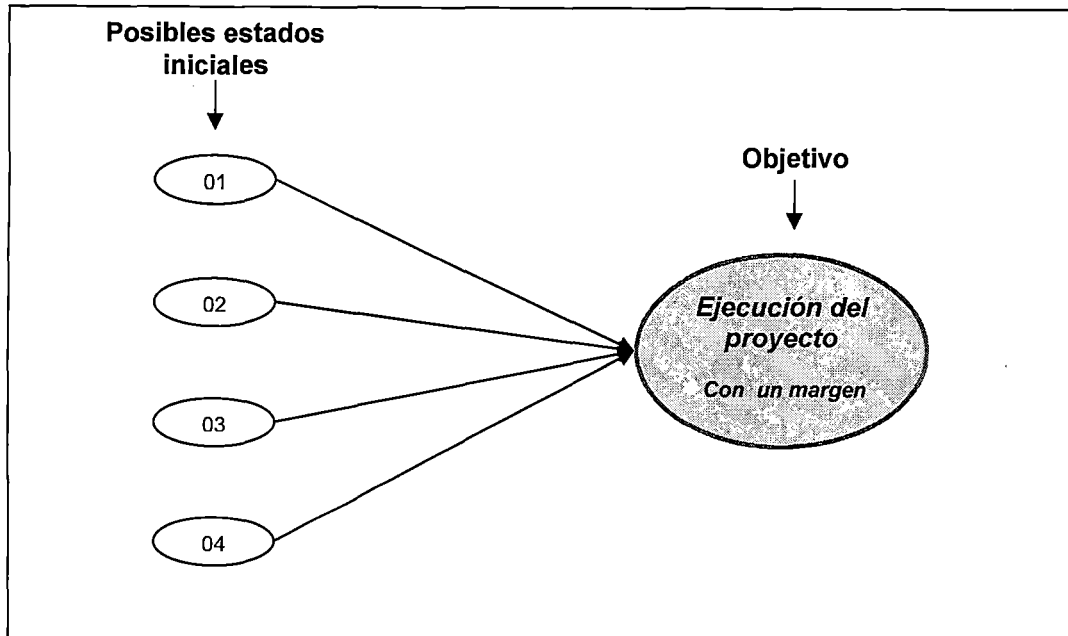 Posibles estados
iniciales
01
Objetivo
02
Ejecución del
proyecto
Con un margen
03
04